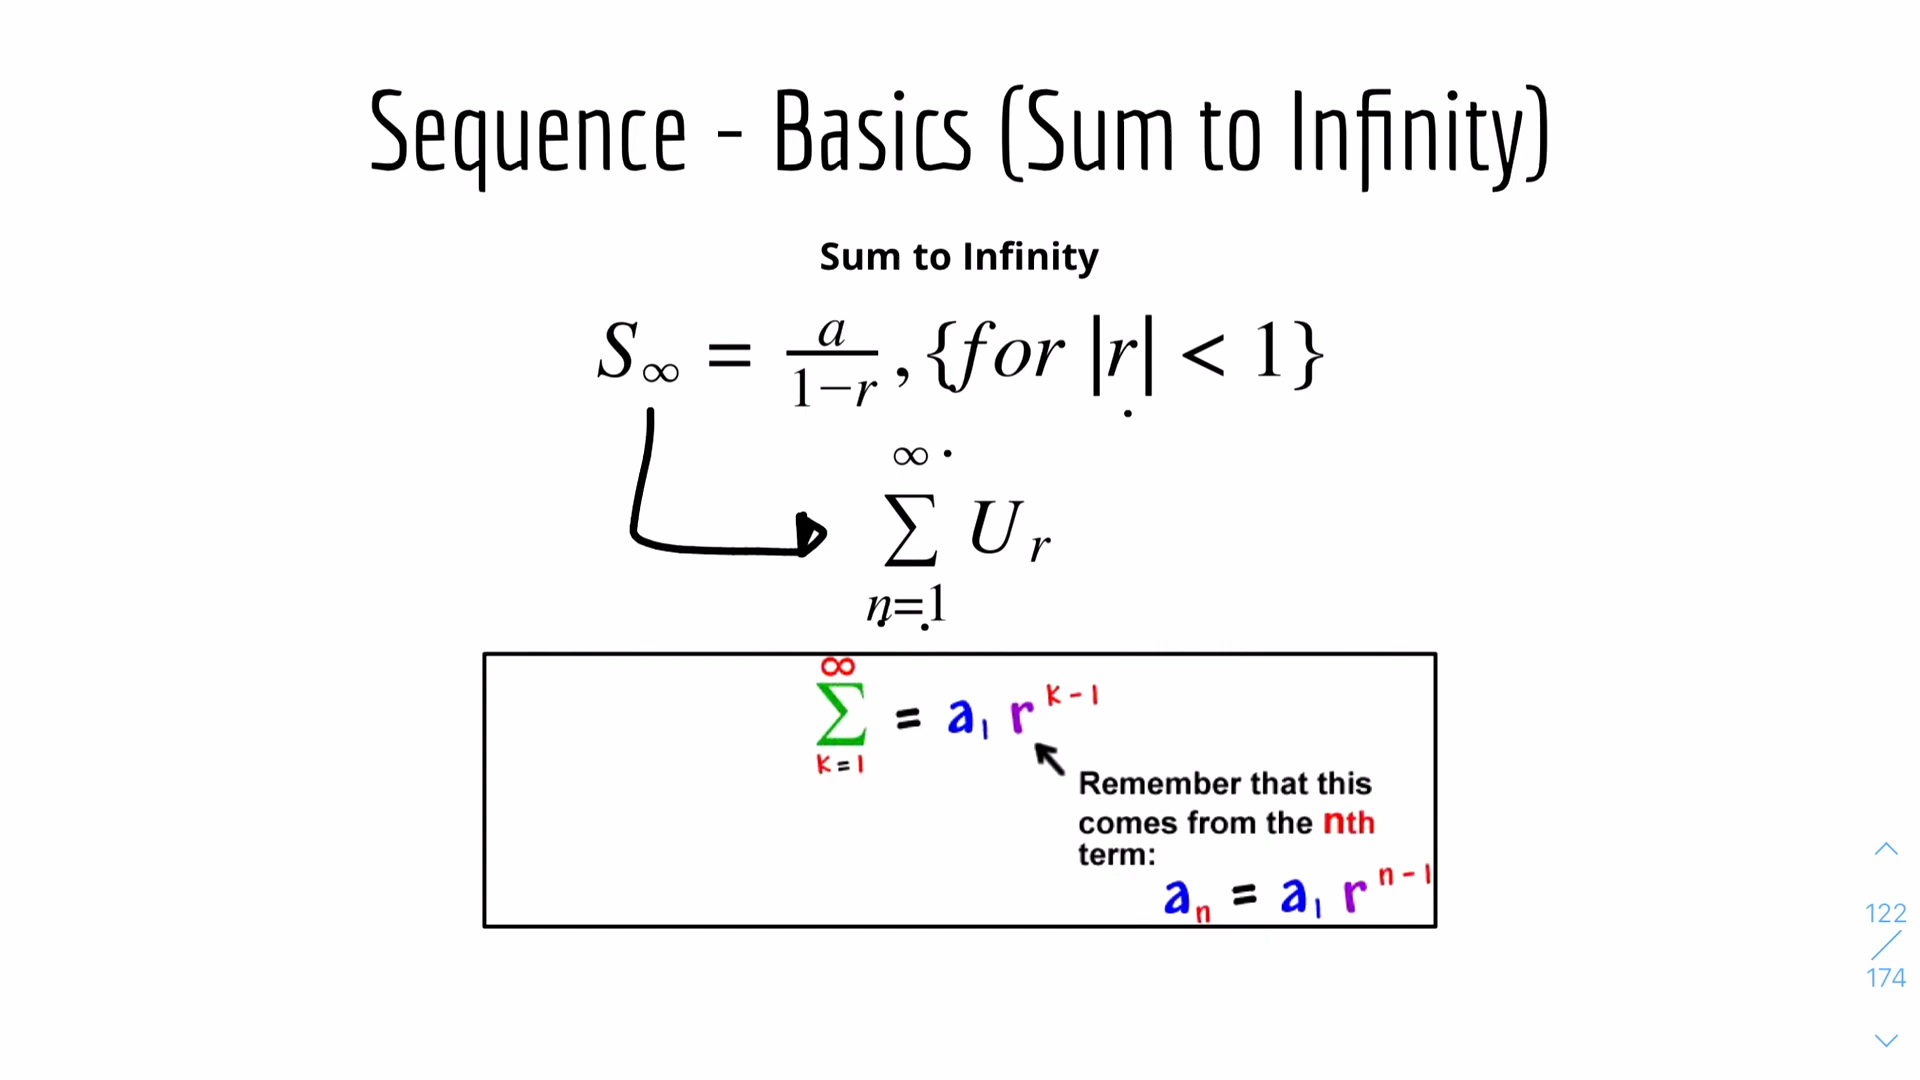 Sequence - Basics (Sum to Infinity)
Sum to Infinity
S∞ = a/(1−r), {for |r| < 1}
∞
∑ Uᵣ
n=1
∞
∑ = a₁ r^(k-1)
k=1
Remember that this
comes from the nth
term:
aₙ = a₁ r^(n-1)
122
/
174